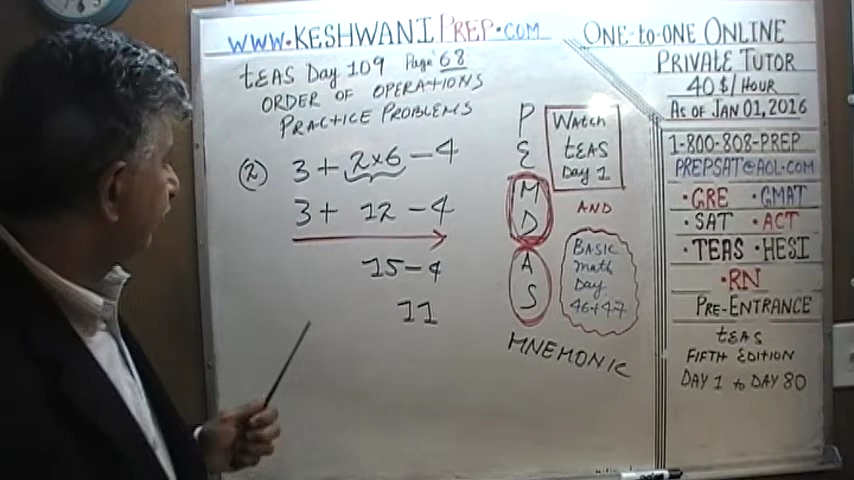 WWW.KESHWANIPREP.COM
tEAS Day 109 Page 68
ORDER OF OPERATIONS
PRACTICE PROBLEMS
(2) 3 + 2×6 - 4
3 + 12 - 4
15 - 4
11
P
E
M
D
A
S
MNEMONIC
Watch
tEAS
Day 1
AND
BASIC
math
Day
46+47
ONE-to-ONE ONLINE
PRIVATE TUTOR
40$/HOUR
AS OF JAN 01, 2016
1-800-808-PREP
PREPSAT@AOL.COM
•GRE •GMAT
•SAT •ACT
•TEAS •HESI
•RN
PRE-ENTRANCE
tEAS
FIFTH EDITION
DAY 1 to DAY 80